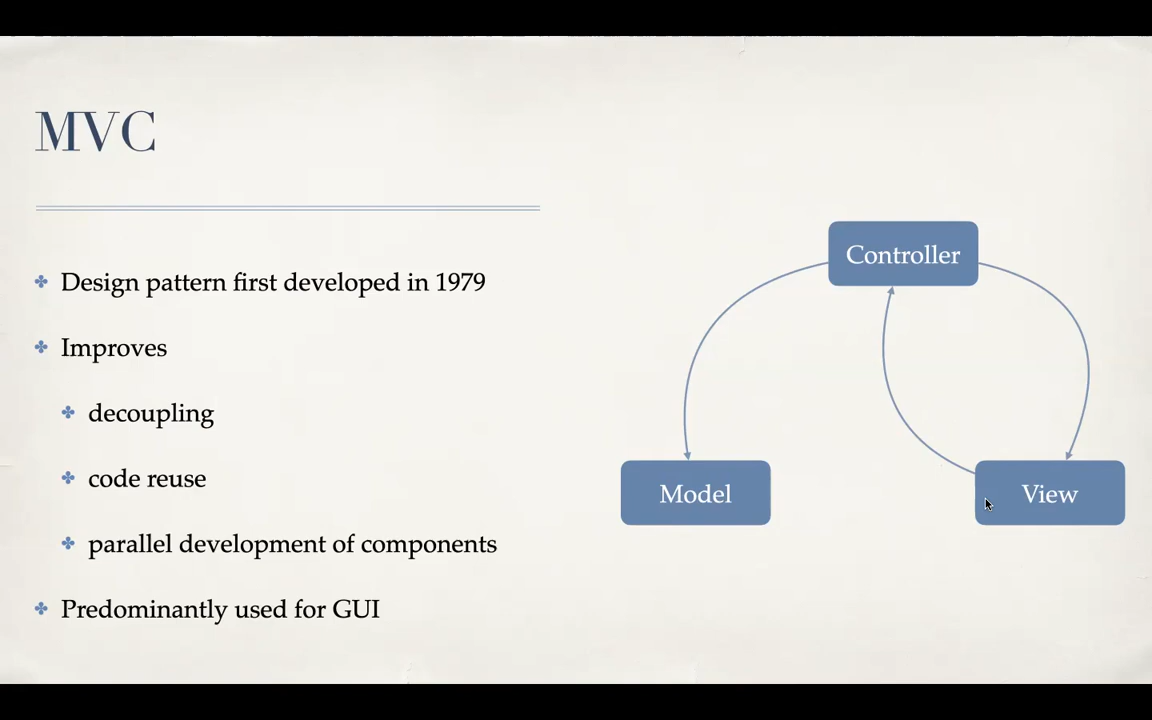 MVC
Design pattern first developed in 1979
Improves
decoupling
code reuse
parallel development of components
Predominantly used for GUI
Controller
Model
View